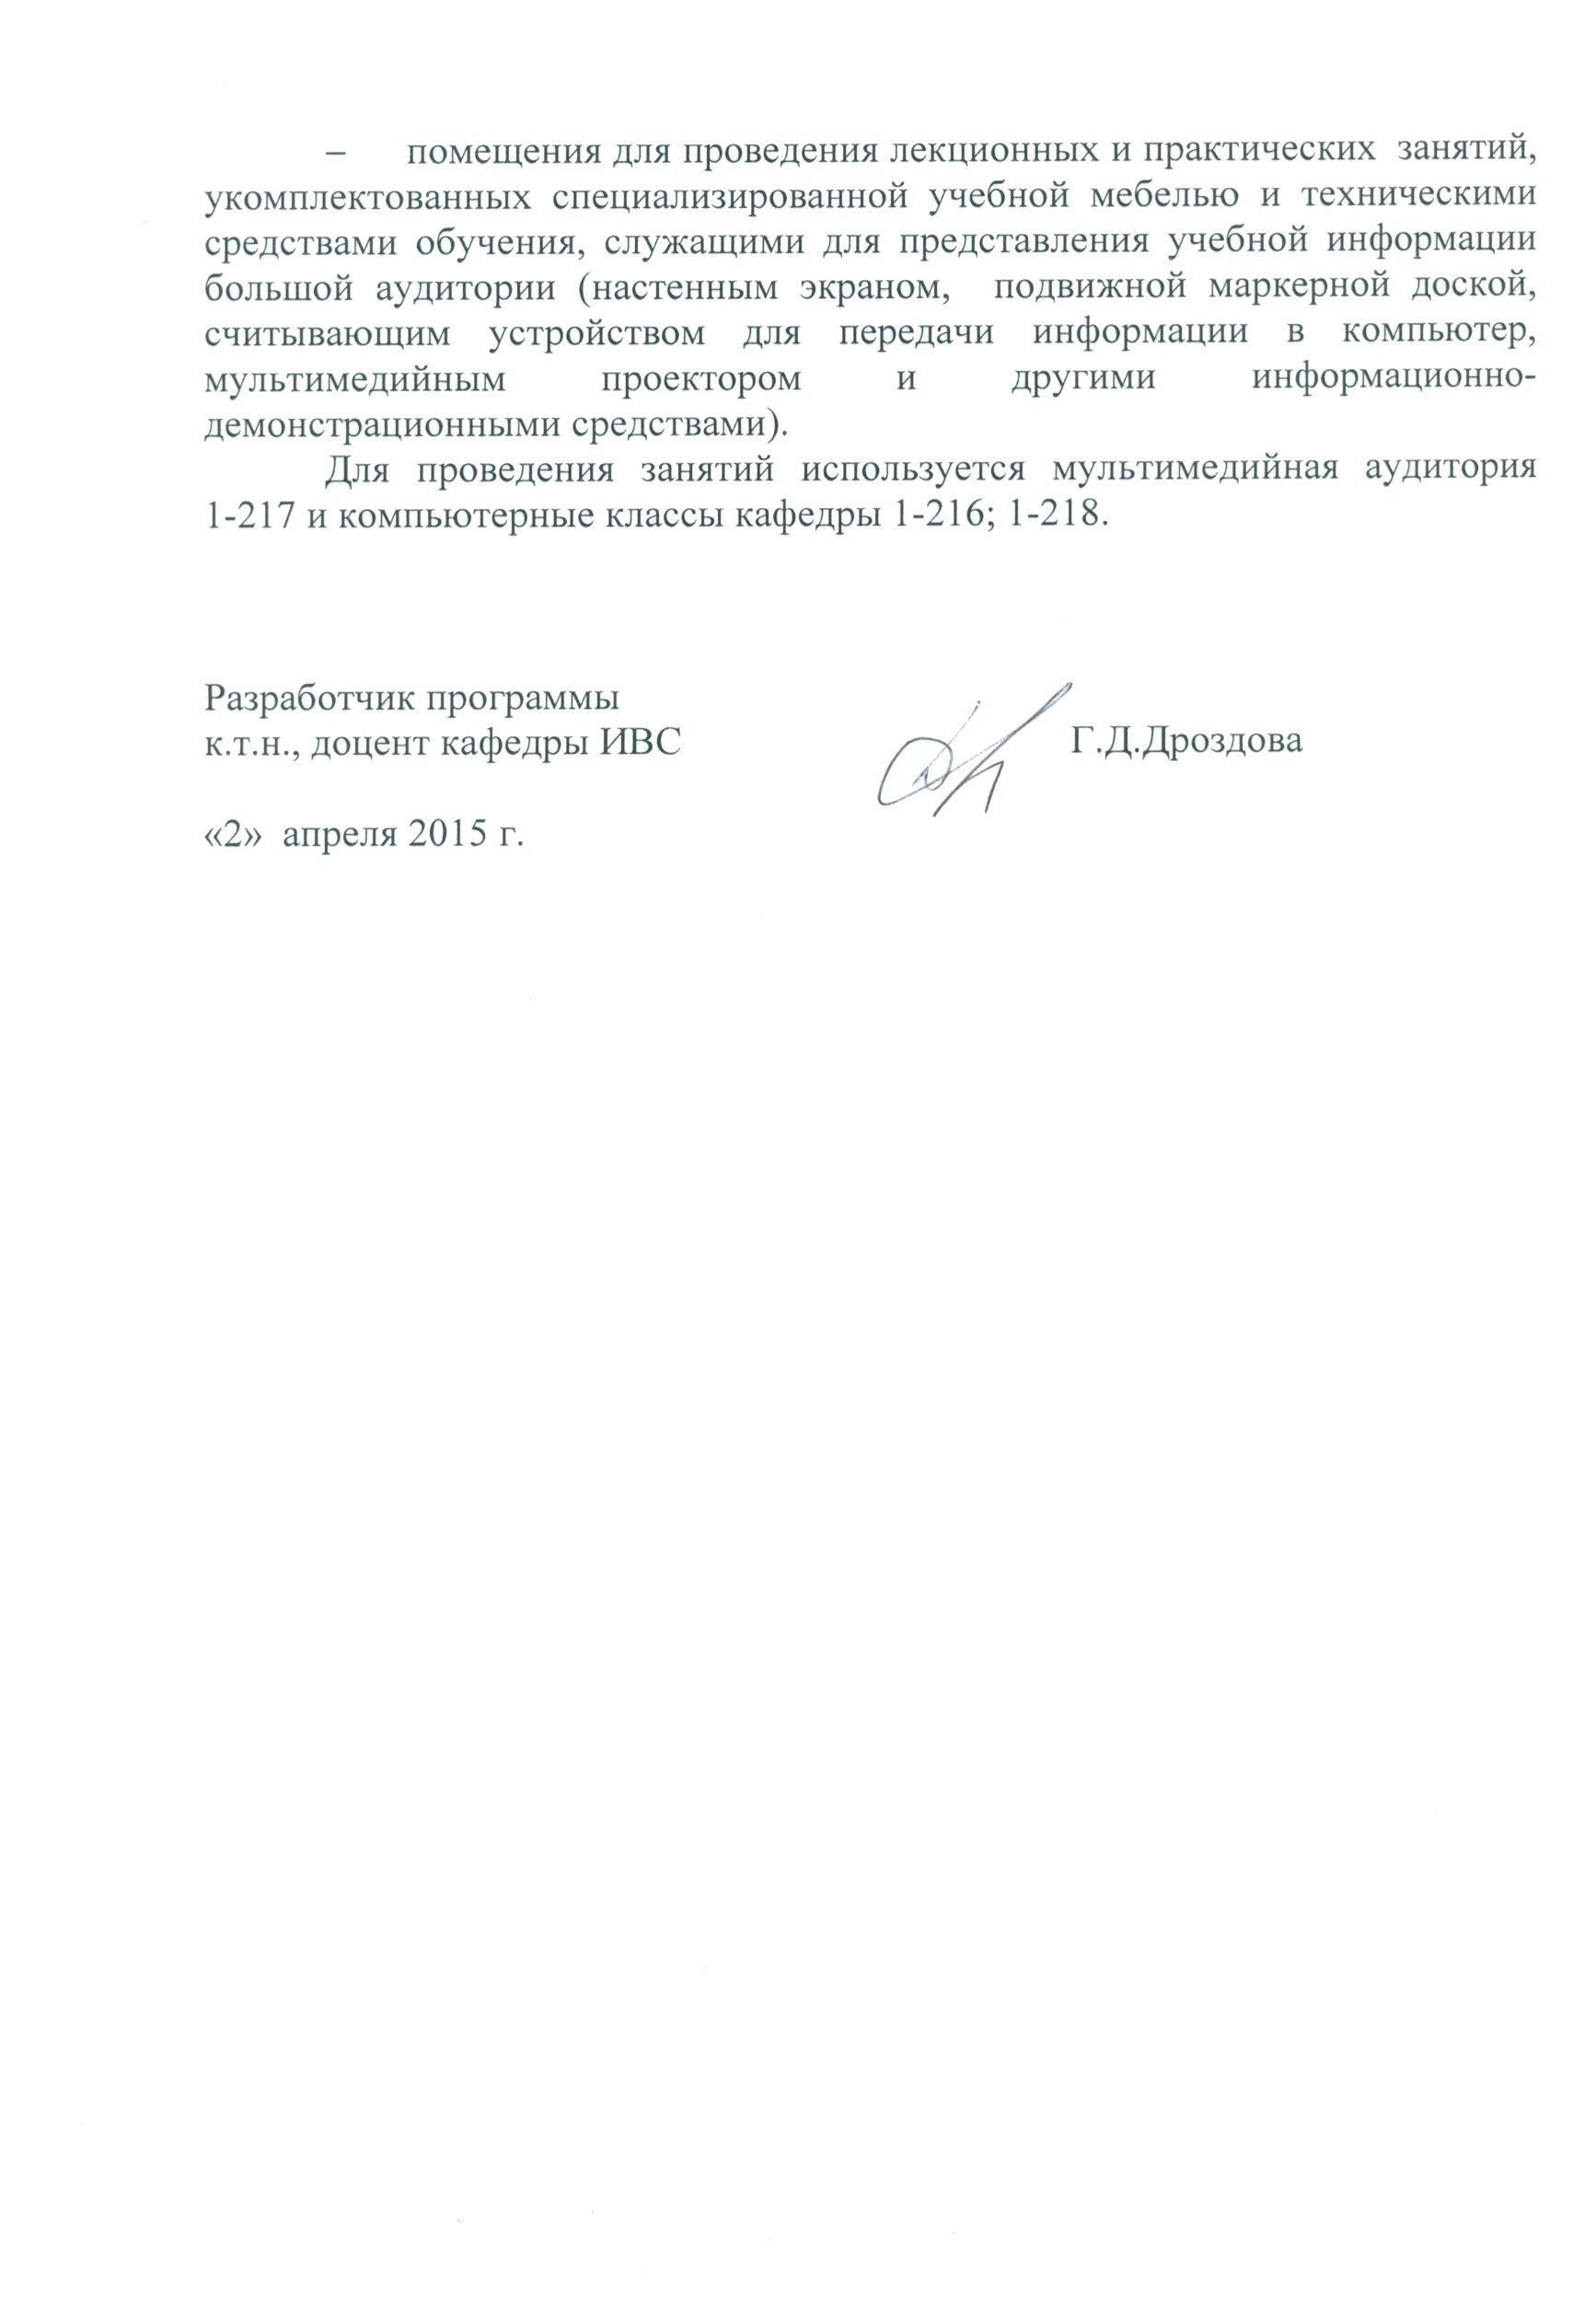 – помещения для проведения лекционных и практических занятий,
укомплектованных специализированной учебной мебелью и техническими
средствами обучения, служащими для представления учебной информации
большой аудитории (настенным экраном, подвижной маркерной доской,
считывающим устройством для передачи информации в компьютер,
мультимедийным проектором и другими информационно-
демонстрационными средствами).
Для проведения занятий используется мультимедийная аудитория
1-217 и компьютерные классы кафедры 1-216; 1-218.
Разработчик программы
к.т.н., доцент кафедры ИВС Г.Д.Дроздова
«2» апреля 2015 г.